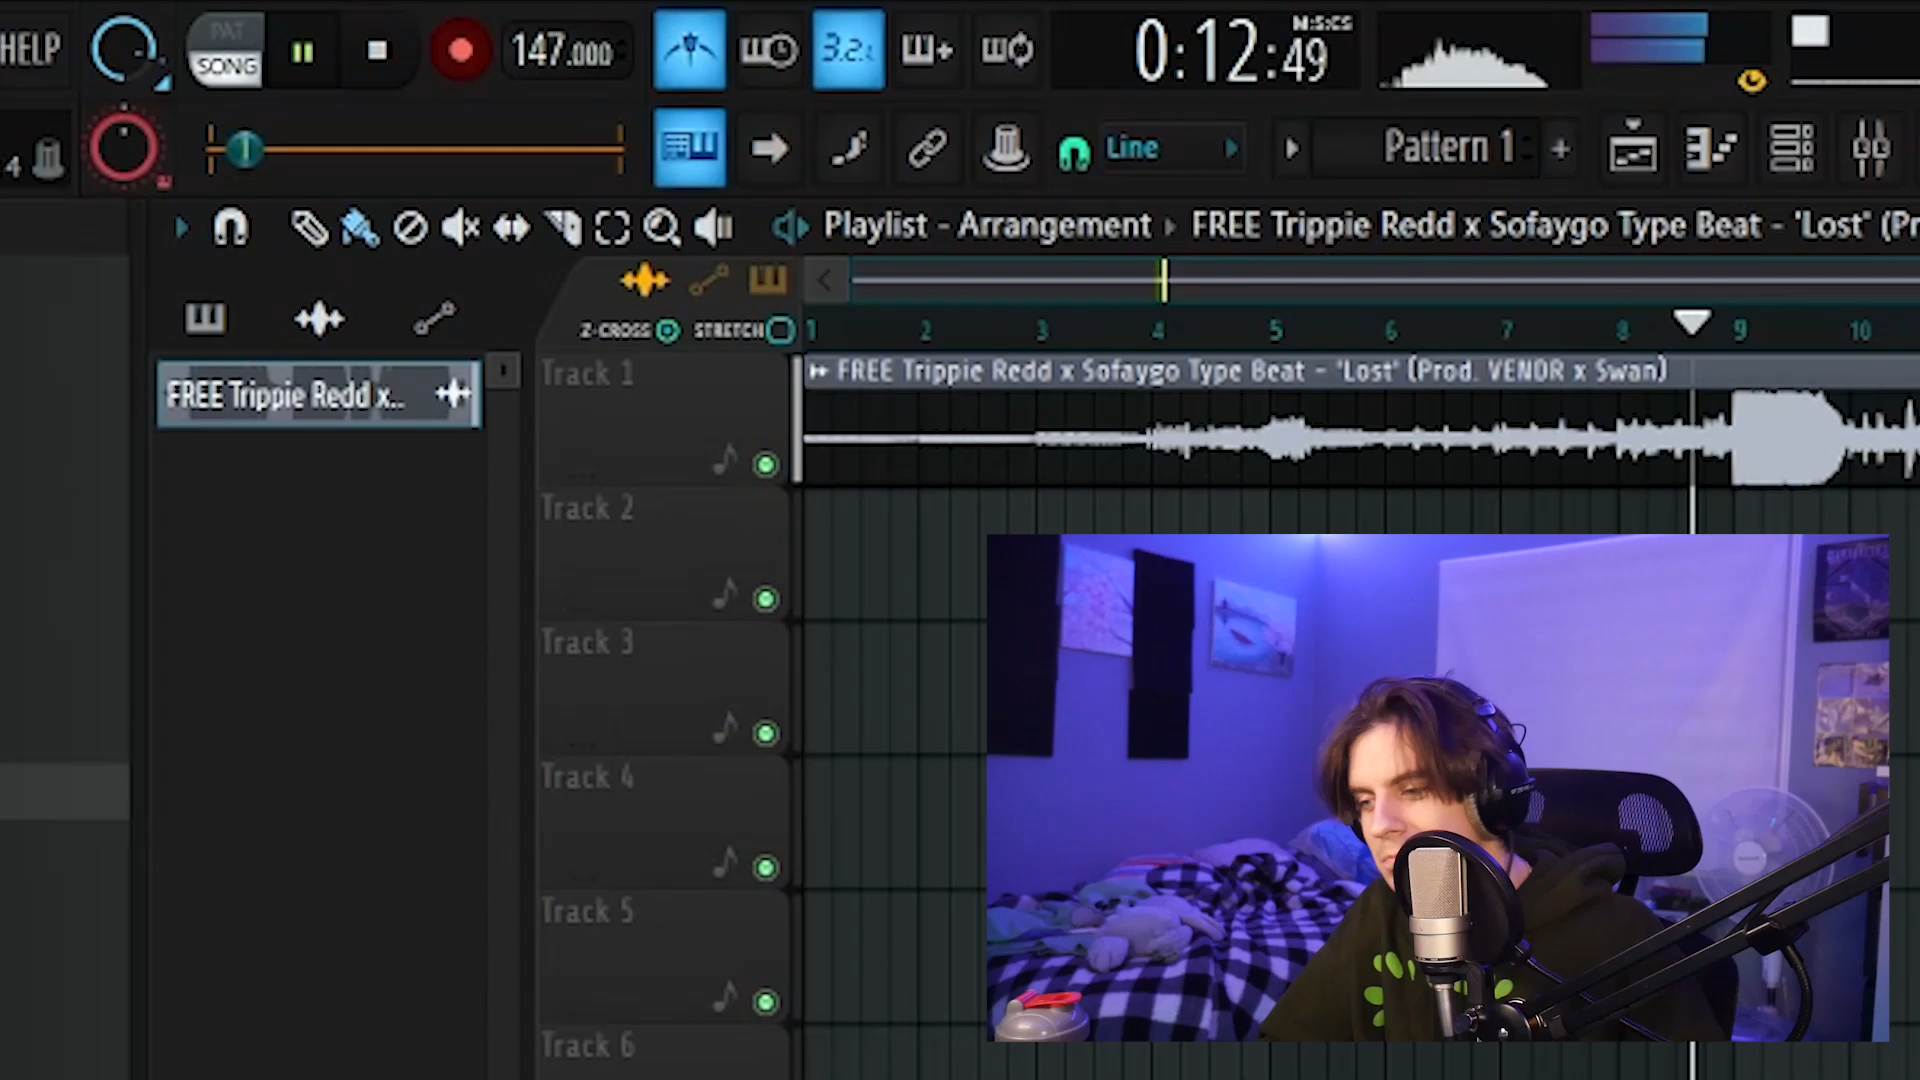 HELP
PAT
SONG
147.000
3.2.
0:12:49
M:S:CS
4
Line
Pattern 1
Playlist - Arrangement ▸ FREE Trippie Redd x Sofaygo Type Beat - 'Lost' (Pr
Z-CROSS
STRETCH
1 2 3 4 5 6 7 8 9 10
FREE Trippie Redd x..
Track 1
FREE Trippie Redd x Sofaygo Type Beat - 'Lost' (Prod. VENOR x Swan)
Track 2
Track 3
Track 4
Track 5
Track 6